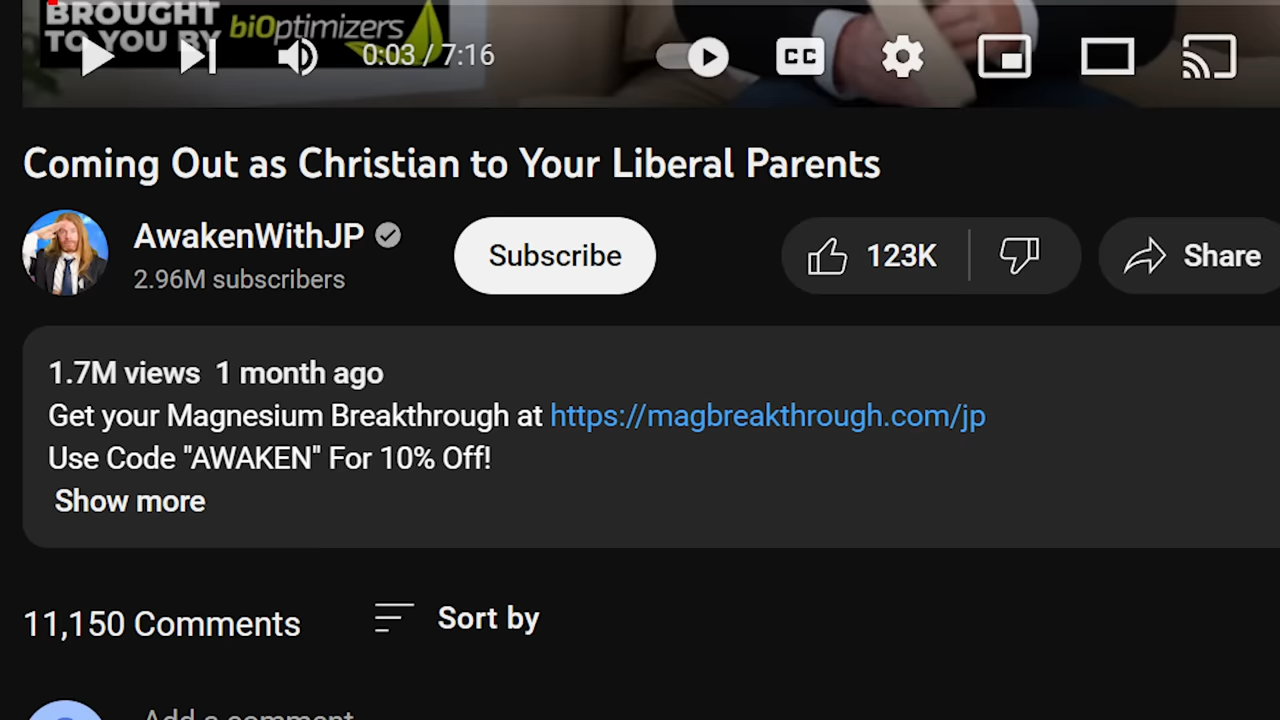 BROUGHT
TO YOU BY biOptimizers
0:03 / 7:16
CC
Coming Out as Christian to Your Liberal Parents
AwakenWithJP
2.96M subscribers
Subscribe
123K
Share
1.7M views 1 month ago
Get your Magnesium Breakthrough at https://magbreakthrough.com/jp
Use Code "AWAKEN" For 10% Off!
Show more
11,150 Comments
Sort by
Add a comment